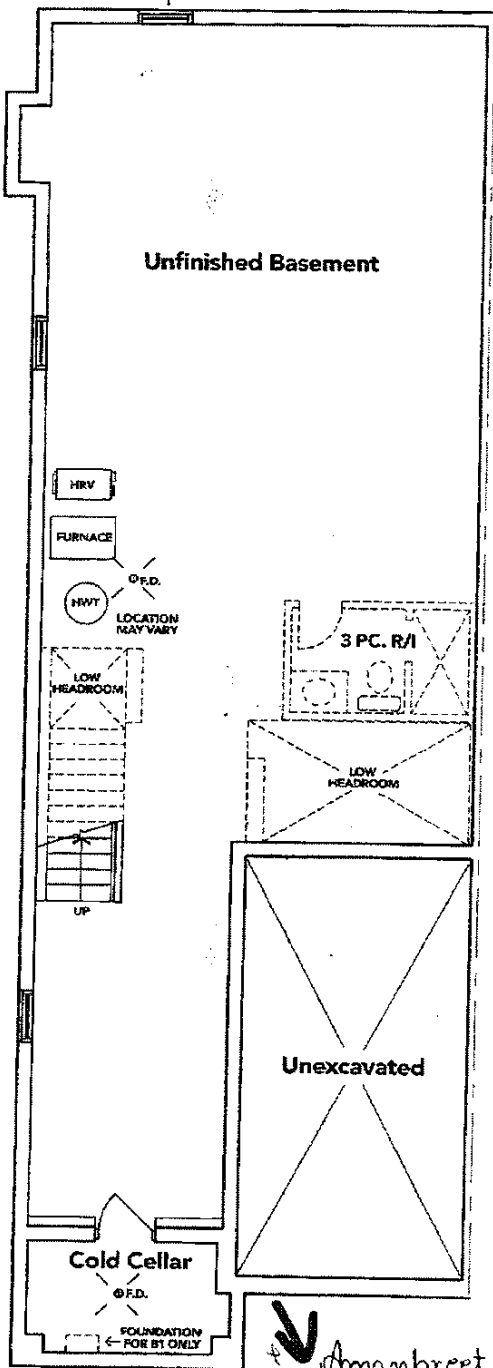 Unfinished Basement
HRV
FURNACE
F.D.
HWT
LOCATION
MAY VARY
3 PC. R/I
LOW
HEADROOM
LOW
HEADROOM
UP
Unexcavated
Cold Cellar
F.D.
FOUNDATION
FOR B1 ONLY